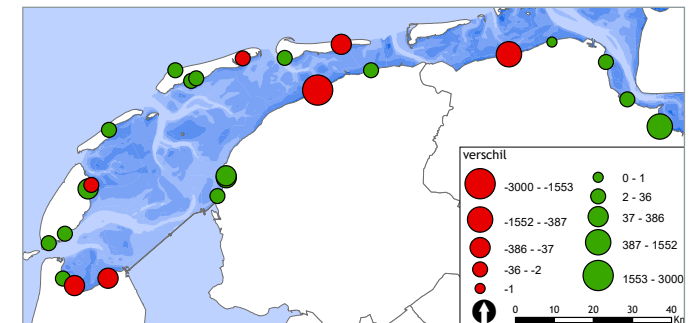 verschil
-3000 - -1553 0 - 1
-1552 - -387 2 - 36
-386 - -37 37 - 386
-36 - -2 387 - 1552
-1 1553 - 3000
0 10 20 30 40
Km